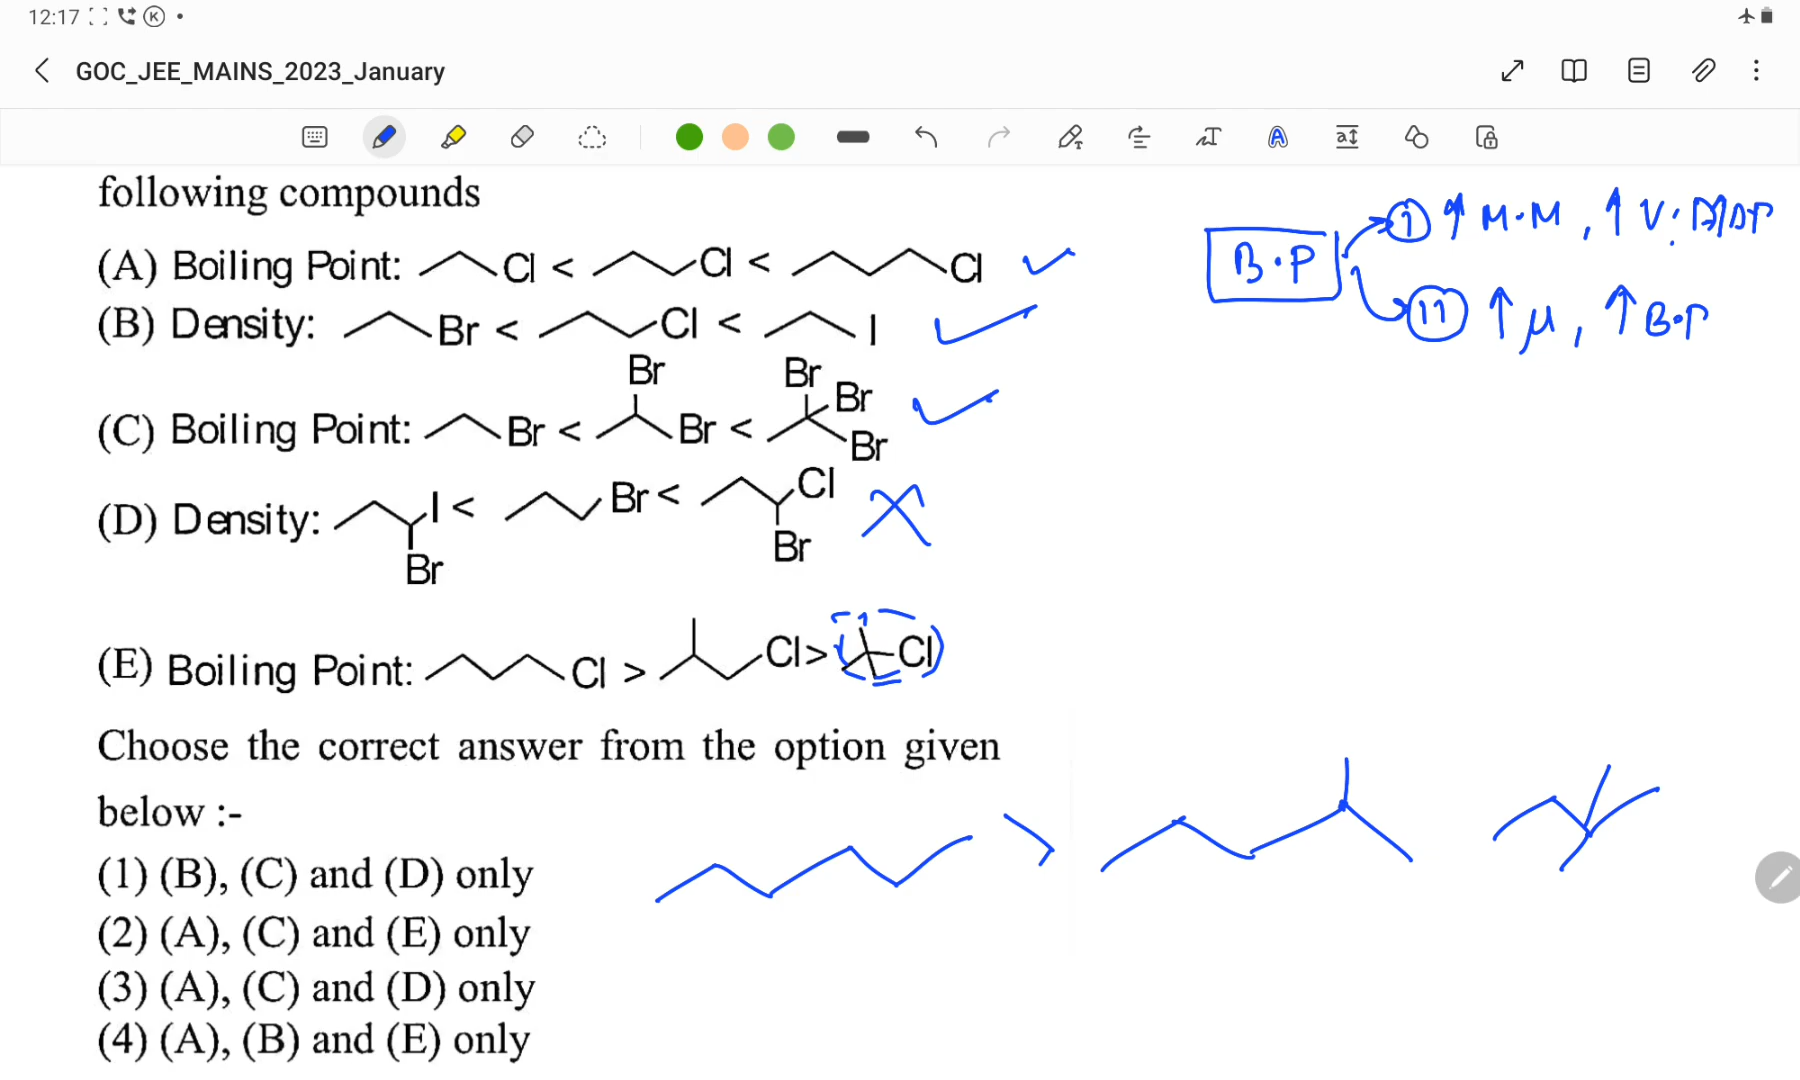 12:17
GOC_JEE_MAINS_2023_January
following compounds
(A) Boiling Point: Cl < Cl < Cl
(B) Density: Br < Cl < I
(C) Boiling Point: Br < Br Br < Br Br Br
(D) Density: I Br < Br < Cl Br
(E) Boiling Point: Cl > Cl > Cl
Choose the correct answer from the option given
below :-
(1) (B), (C) and (D) only
(2) (A), (C) and (E) only
(3) (A), (C) and (D) only
(4) (A), (B) and (E) only
B.P
① ↑ M.M, ↑ V.
⑪ ↑ μ, ↑ B.P